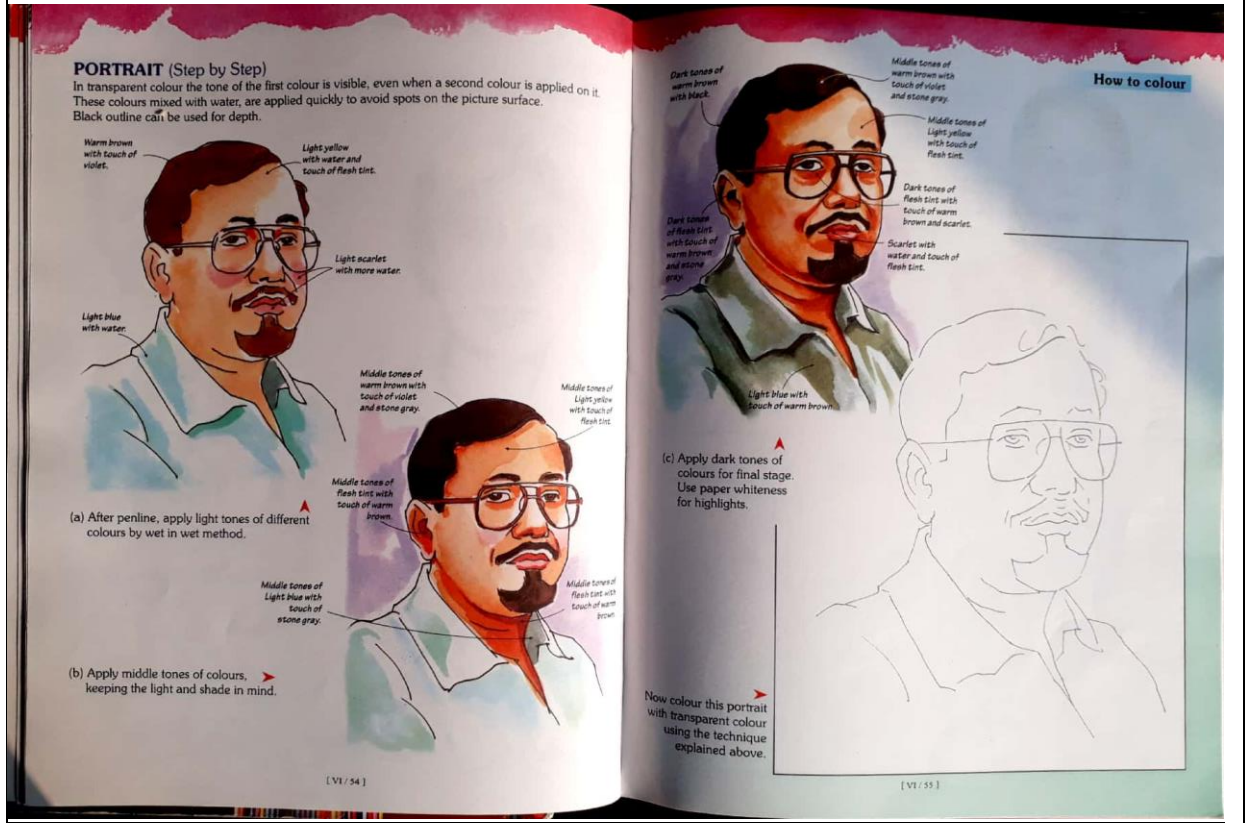 PORTRAIT (Step by Step)
In transparent colour the tone of the first colour is visible, even when a second colour is applied on it.
These colours mixed with water, are applied quickly to avoid spots on the picture surface.
Black outline can be used for depth.
Warm brown
with touch of
violet.
Light yellow
with water and
touch of flesh tint.
Light scarlet
with more water.
Light blue
with water.
(a) After penline, apply light tones of different
colours by wet in wet method.
Middle tones of
warm brown with
touch of violet
and stone gray.
Middle tones of
Light yellow
with touch of
flesh tint.
Middle tones of
flesh tint with
touch of warm
brown.
Middle tones of
Light blue with
touch of
stone gray.
Middle tones of
flesh tint with
touch of warm
brown.
(b) Apply middle tones of colours,
keeping the light and shade in mind.
[ VI / 54 ]
How to colour
Dark tones of
warm brown
with black.
Middle tones of
warm brown with
touch of violet
and stone gray.
Middle tones of
Light yellow
with touch of
flesh tint.
Dark tones of
flesh tint with
touch of warm
brown and scarlet.
Dark tones
of flesh tint
with touch of
warm brown
and stone
gray.
Scarlet with
water and touch of
flesh tint.
Light blue with
touch of warm brown
(c) Apply dark tones of
colours for final stage.
Use paper whiteness
for highlights.
Now colour this portrait
with transparent colour
using the technique
explained above.
[ VI / 55 ]